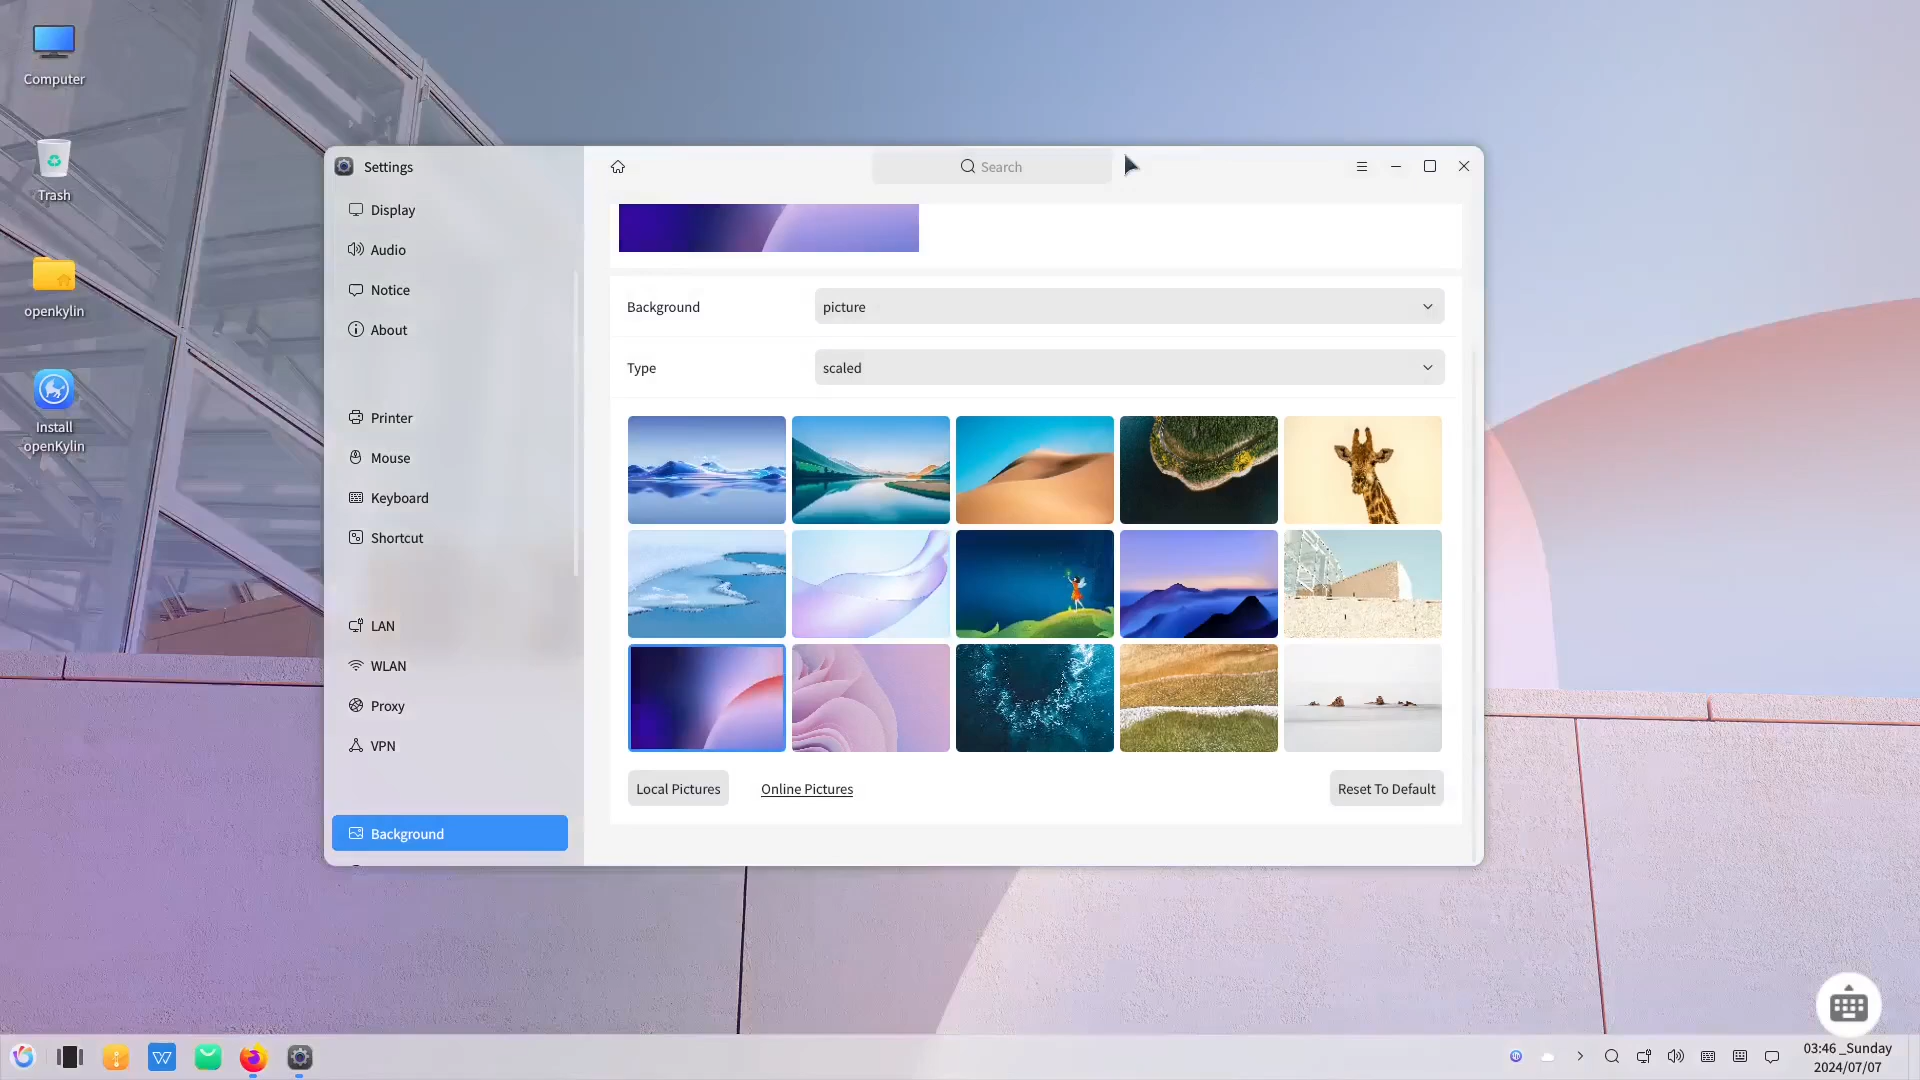 Computer
Trash
openkylin
Install
openKylin
Settings
Search
Display
Audio
Notice
About
Printer
Mouse
Keyboard
Shortcut
LAN
WLAN
Proxy
VPN
Background
Background
picture
Type
scaled
Local Pictures
Online Pictures
Reset To Default
03:46 _Sunday
2024/07/07